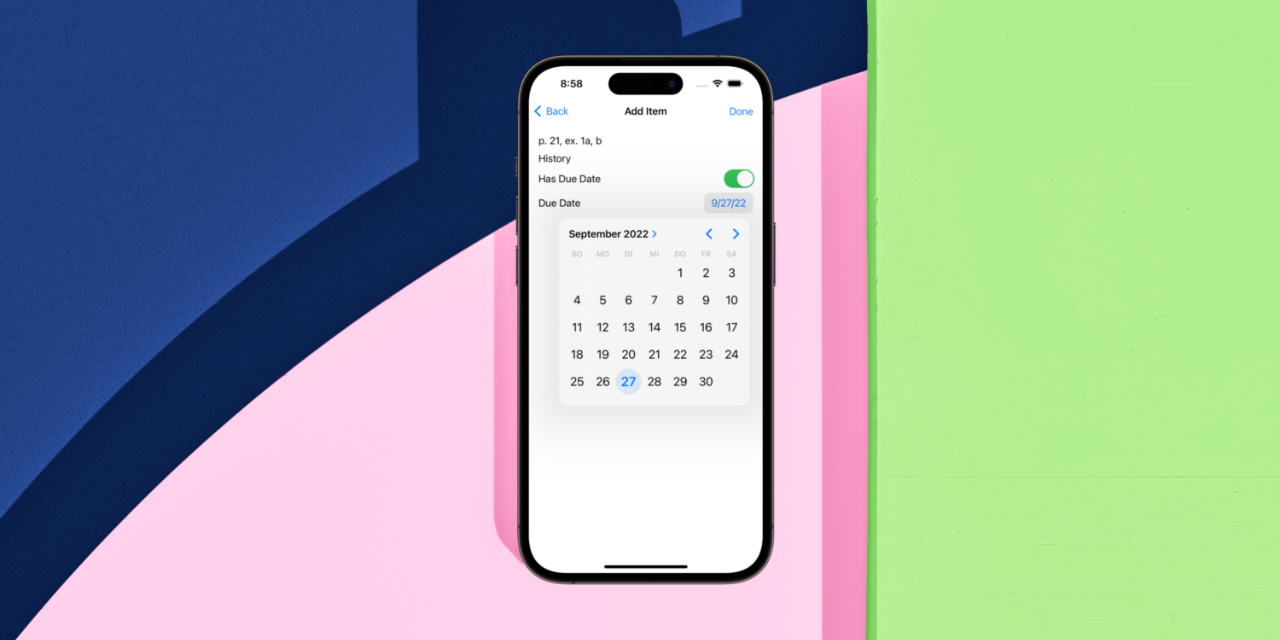 8:58
Back Add Item Done
p. 21, ex. 1a, b
History
Has Due Date
Due Date 9/27/22
September 2022
SO MO DI MI DO FR SA
1 2 3
4 5 6 7 8 9 10
11 12 13 14 15 16 17
18 19 20 21 22 23 24
25 26 27 28 29 30